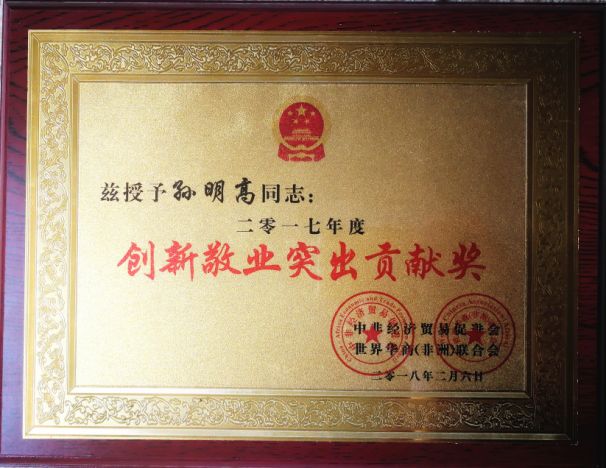 兹授予孙明高同志：
二零一七年度
创新敬业突出贡献奖
中非经济贸易促进会
世界华商(非洲)联合会
二零一八年二月六日